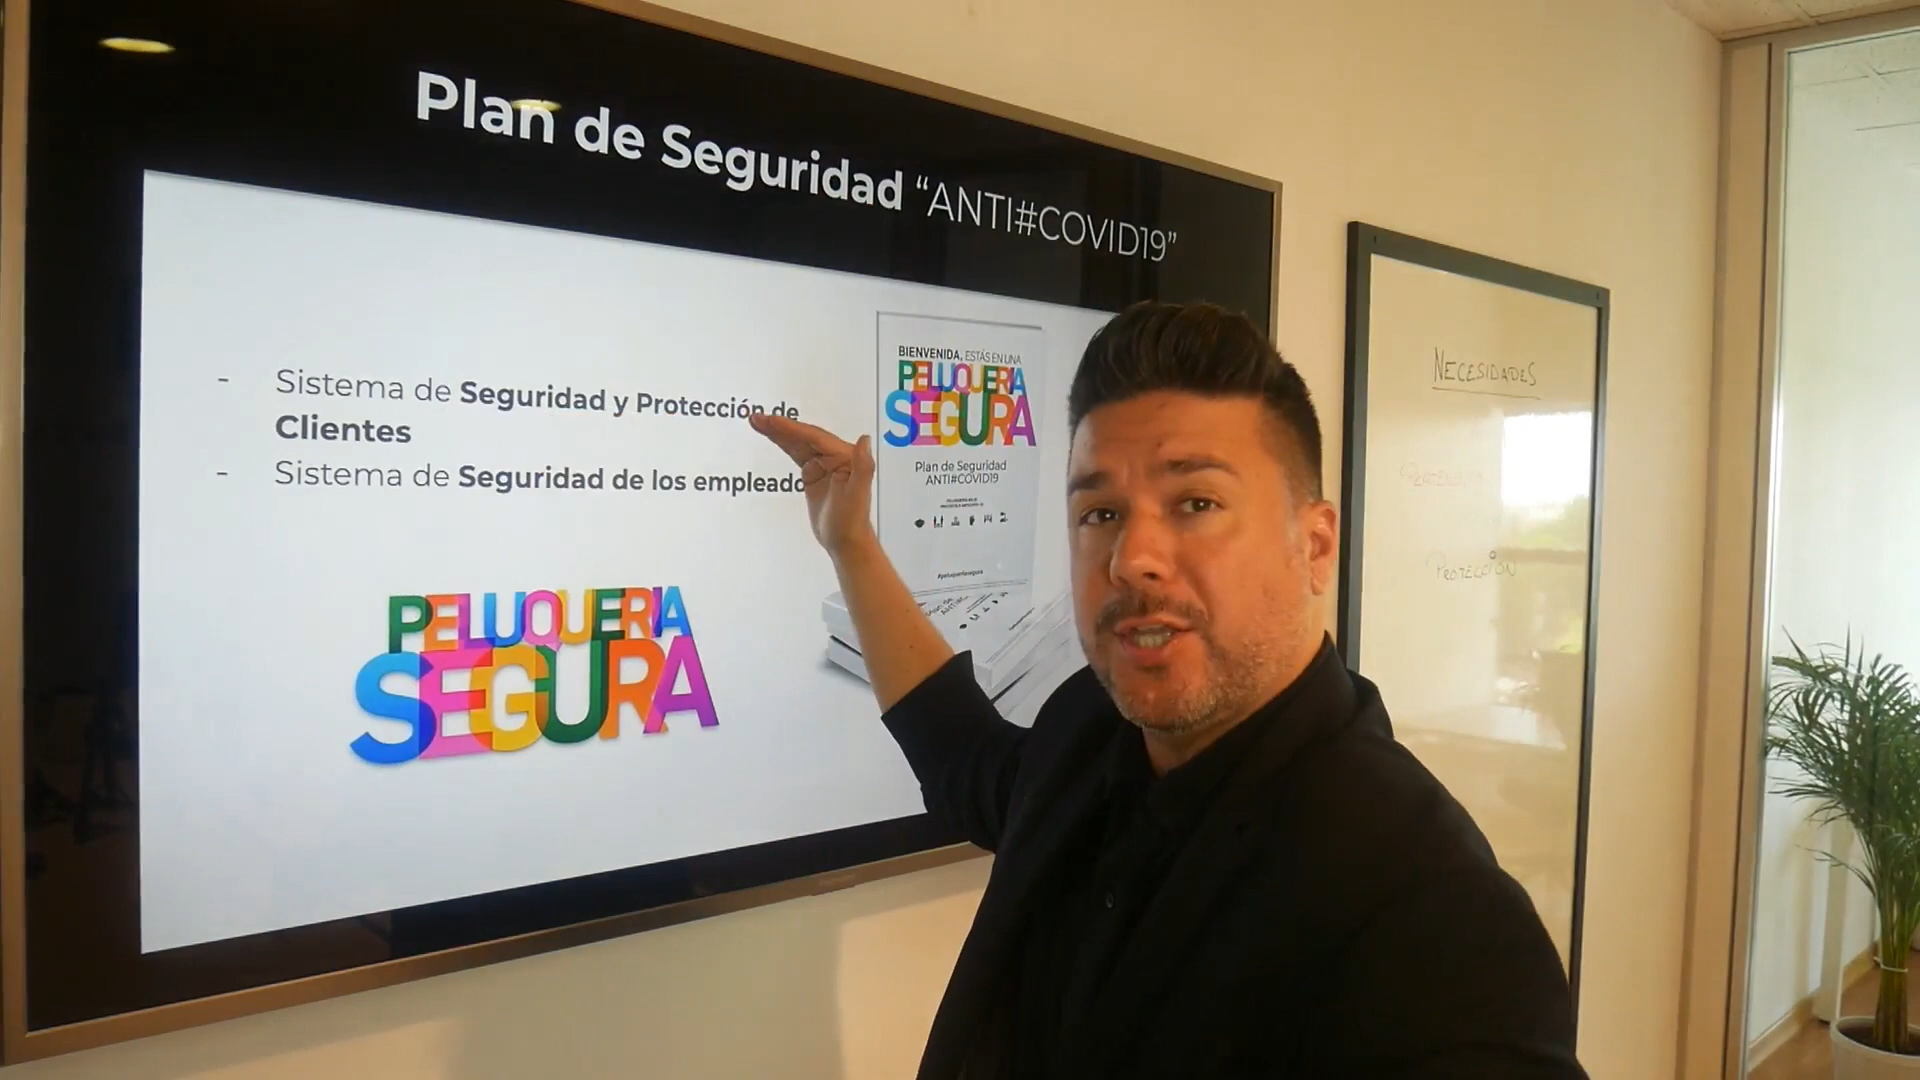 Plan de Seguridad “ANTI#COVID19”
- Sistema de Seguridad y Protección de
Clientes
- Sistema de Seguridad de los emplead
PELUQUERIA
SEGURA
BIENVENIDA, ESTÁS EN UNA
PELUQUERIA
SEGURA
Plan de Seguridad
ANTI#COVID19
#peluqueriasegura
NECESIDADES
PROTECCIÓN